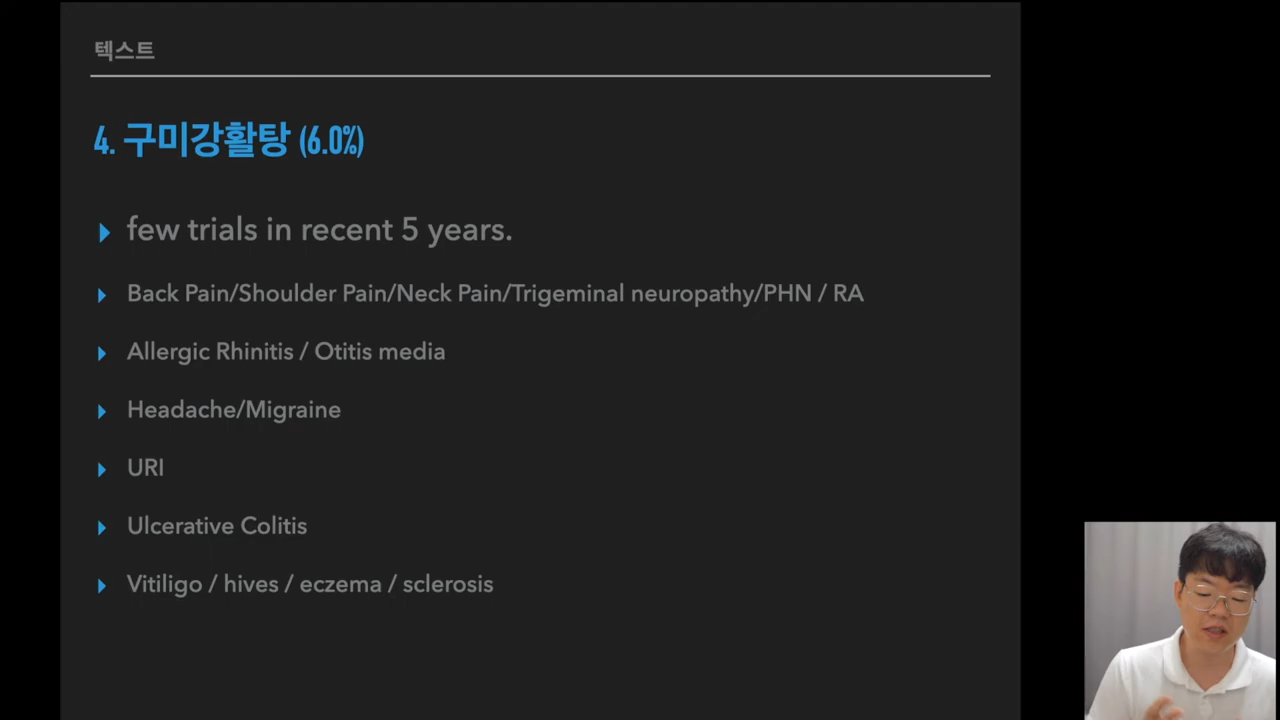 텍스트
4. 구미강활탕 (6.0%)
few trials in recent 5 years.
Back Pain/Shoulder Pain/Neck Pain/Trigeminal neuropathy/PHN / RA
Allergic Rhinitis / Otitis media
Headache/Migraine
URI
Ulcerative Colitis
Vitiligo / hives / eczema / sclerosis